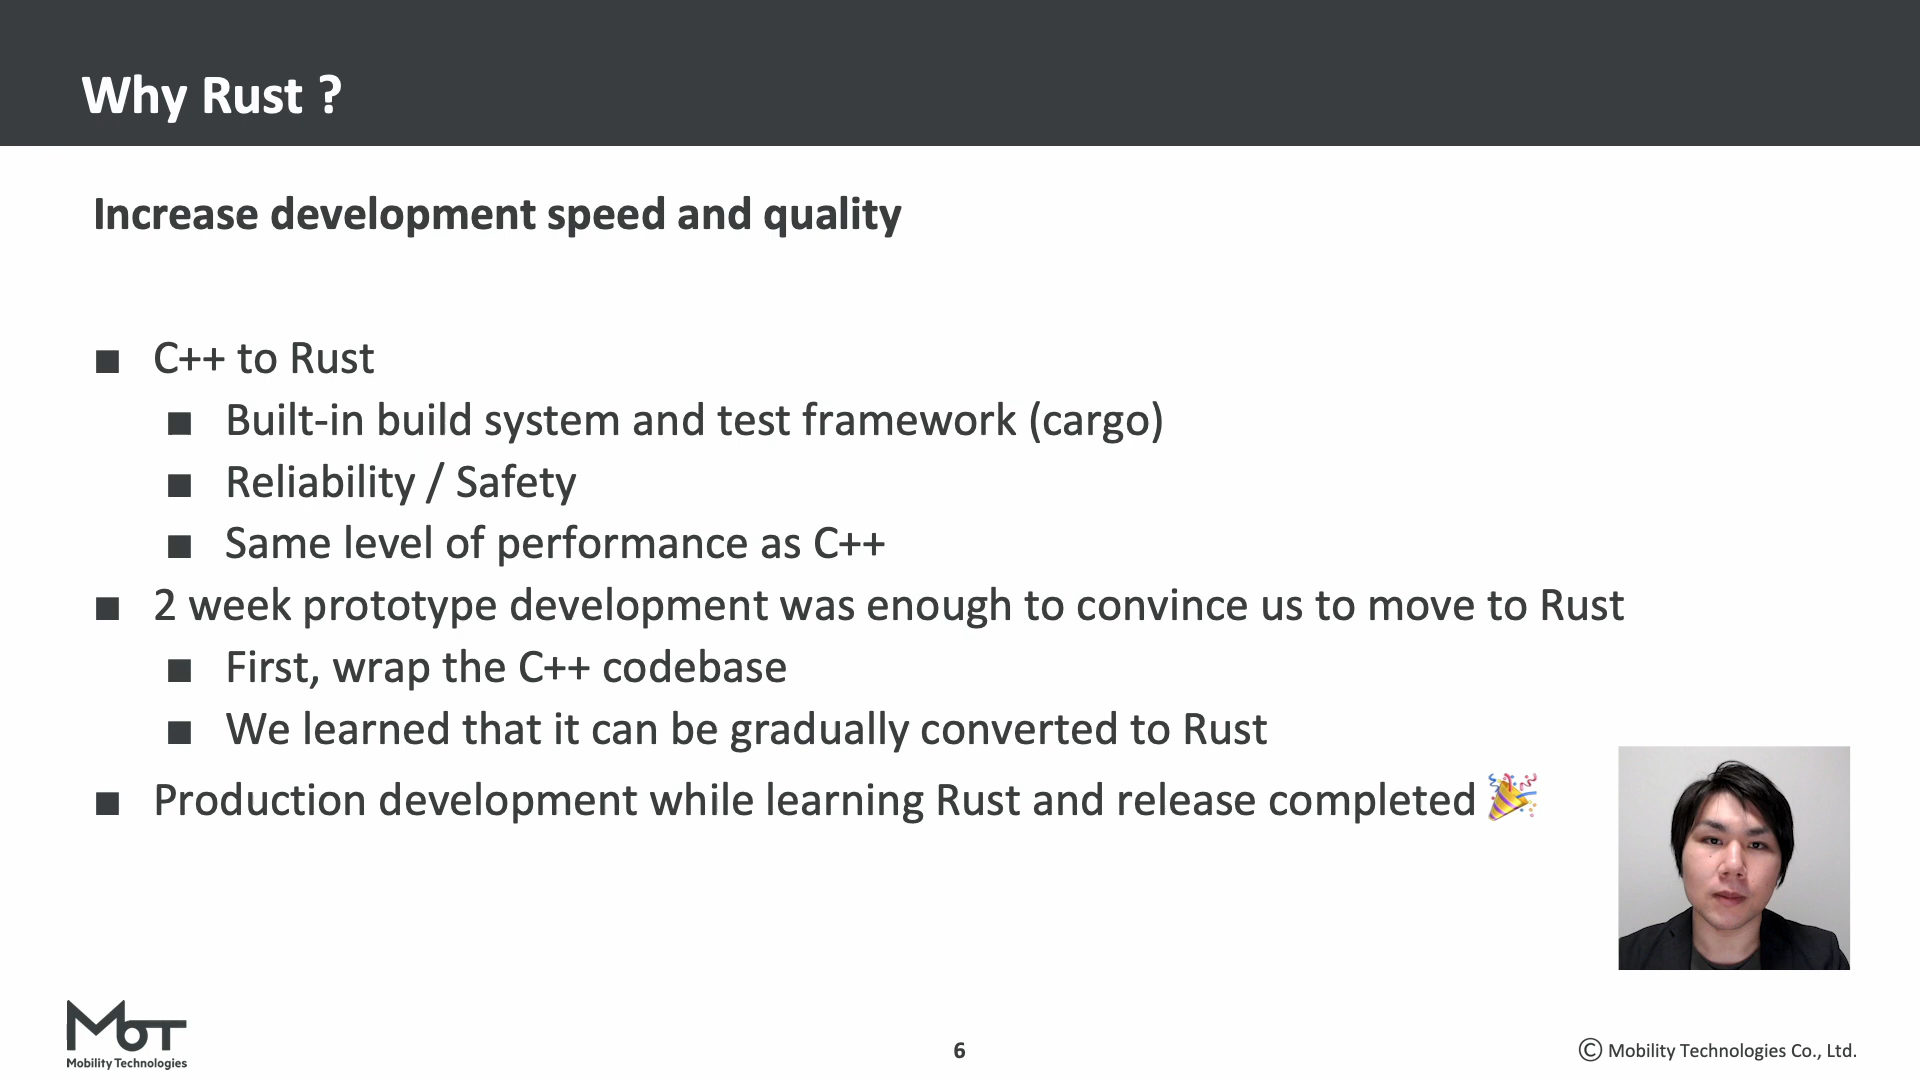 Why Rust ?
Increase development speed and quality
■ C++ to Rust
■ Built-in build system and test framework (cargo)
■ Reliability / Safety
■ Same level of performance as C++
■ 2 week prototype development was enough to convince us to move to Rust
■ First, wrap the C++ codebase
■ We learned that it can be gradually converted to Rust
■ Production development while learning Rust and release completed 🎉
MoT
Mobility Technologies
6
© Mobility Technologies Co., Ltd.